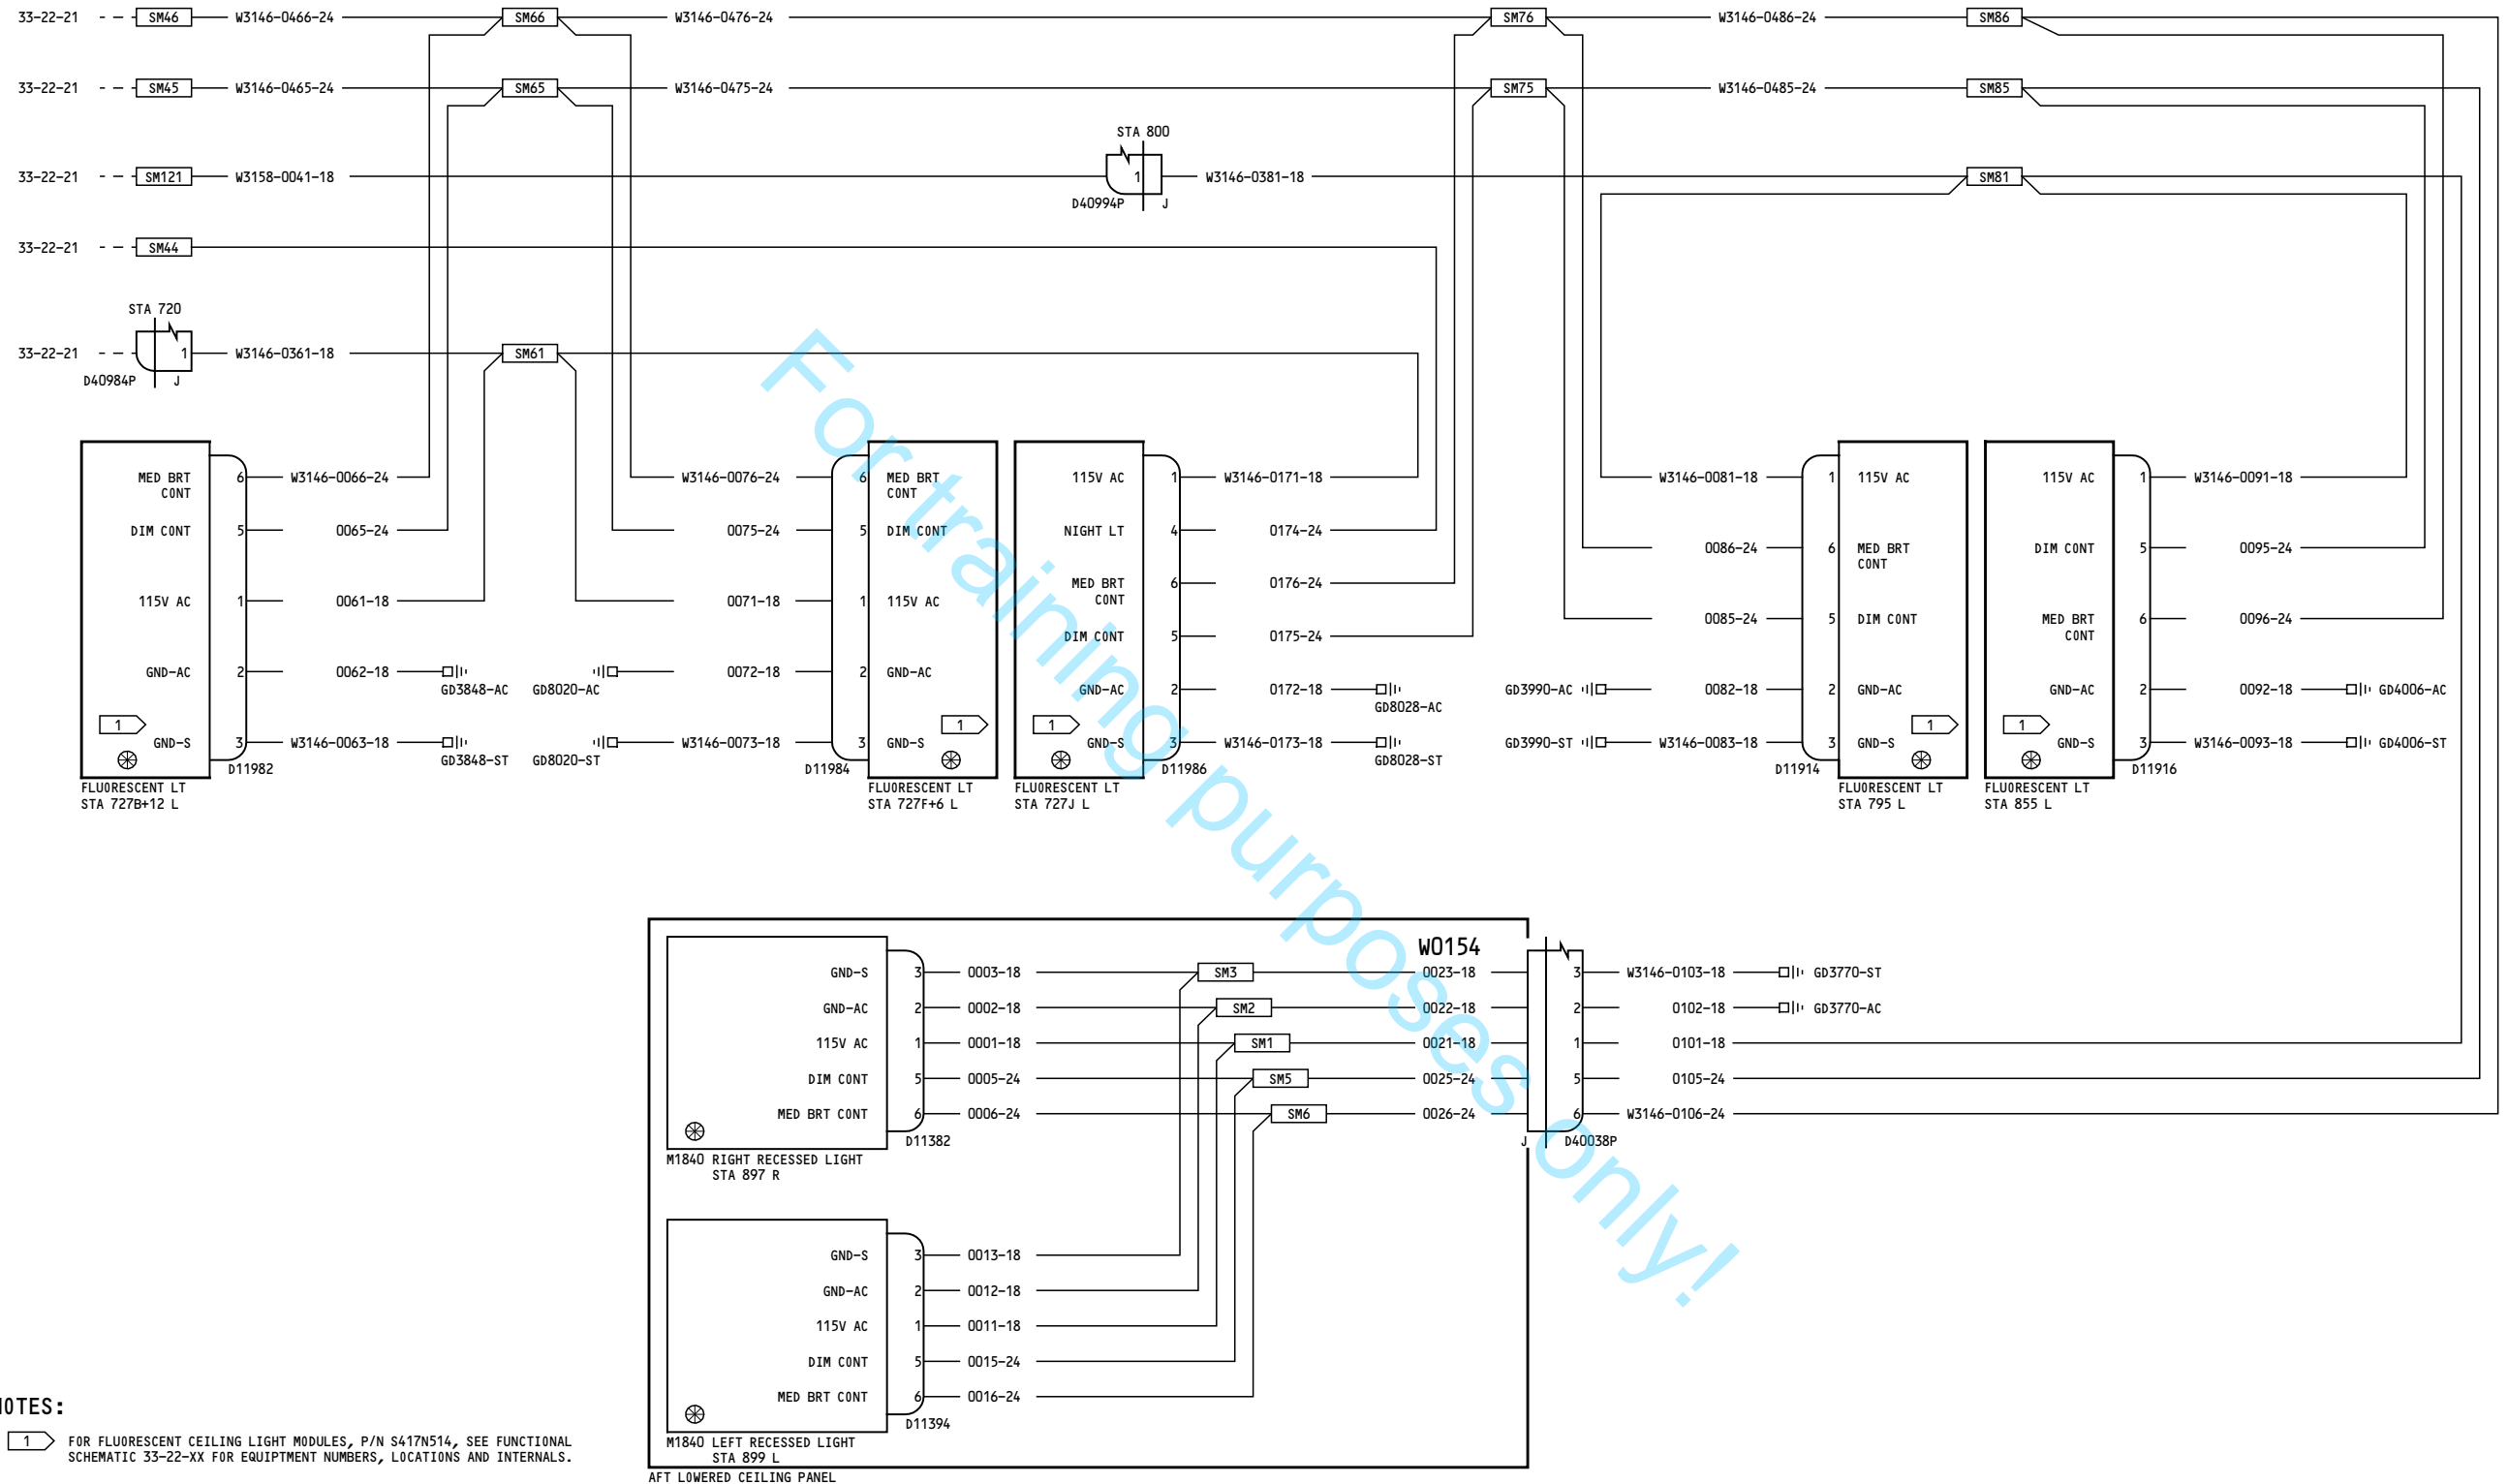 33-22-21 SM46 W3146-0466-24 SM66 W3146-0476-24 SM76 W3146-0486-24 SM86
33-22-21 SM45 W3146-0465-24 SM65 W3146-0475-24 SM75 W3146-0485-24 SM85
STA 800
33-22-21 SM121 W3158-0041-18 1 W3146-0381-18 SM81
D40994P J
33-22-21 SM44
STA 720
33-22-21 1 W3146-0361-18 SM61
D40984P J
MED BRT CONT 6 W3146-0066-24
DIM CONT 5 0065-24
115V AC 1 0061-18
GND-AC 2 0062-18 GD3848-AC
1
GND-S 3 W3146-0063-18 GD3848-ST
D11982
FLUORESCENT LT
STA 727B+12 L
W3146-0076-24 6 MED BRT CONT
0075-24 5 DIM CONT
0071-18 1 115V AC
GD8020-AC 0072-18 2 GND-AC
1
GD8020-ST W3146-0073-18 3 GND-S
D11984
FLUORESCENT LT
STA 727F+6 L
115V AC 1 W3146-0171-18
NIGHT LT 4 0174-24
MED BRT CONT 6 0176-24
DIM CONT 5 0175-24
GND-AC 2 0172-18 GD8028-AC
1
GND-S 3 W3146-0173-18 GD8028-ST
D11986
FLUORESCENT LT
STA 727J L
W3146-0081-18 1 115V AC
0086-24 6 MED BRT CONT
0085-24 5 DIM CONT
GD3990-AC 0082-18 2 GND-AC
1
GD3990-ST W3146-0083-18 3 GND-S
D11914
FLUORESCENT LT
STA 795 L
115V AC 1 W3146-0091-18
DIM CONT 5 0095-24
MED BRT CONT 6 0096-24
GND-AC 2 0092-18 GD4006-AC
1
GND-S 3 W3146-0093-18 GD4006-ST
D11916
FLUORESCENT LT
STA 855 L
W0154
GND-S 3 0003-18 SM3 0023-18 3 W3146-0103-18 GD3770-ST
GND-AC 2 0002-18 SM2 0022-18 2 0102-18 GD3770-AC
115V AC 1 0001-18 SM1 0021-18 1 0101-18
DIM CONT 5 0005-24 SM5 0025-24 5 0105-24
MED BRT CONT 6 0006-24 SM6 0026-24 6 W3146-0106-24
D11382 J D40038P
M1840 RIGHT RECESSED LIGHT
STA 897 R
GND-S 3 0013-18
GND-AC 2 0012-18
115V AC 1 0011-18
DIM CONT 5 0015-24
MED BRT CONT 6 0016-24
D11394
M1840 LEFT RECESSED LIGHT
STA 899 L
AFT LOWERED CEILING PANEL
NOTES:
1 FOR FLUORESCENT CEILING LIGHT MODULES, P/N S417N514, SEE FUNCTIONAL
SCHEMATIC 33-22-XX FOR EQUIPTMENT NUMBERS, LOCATIONS AND INTERNALS.
For training purposes only!